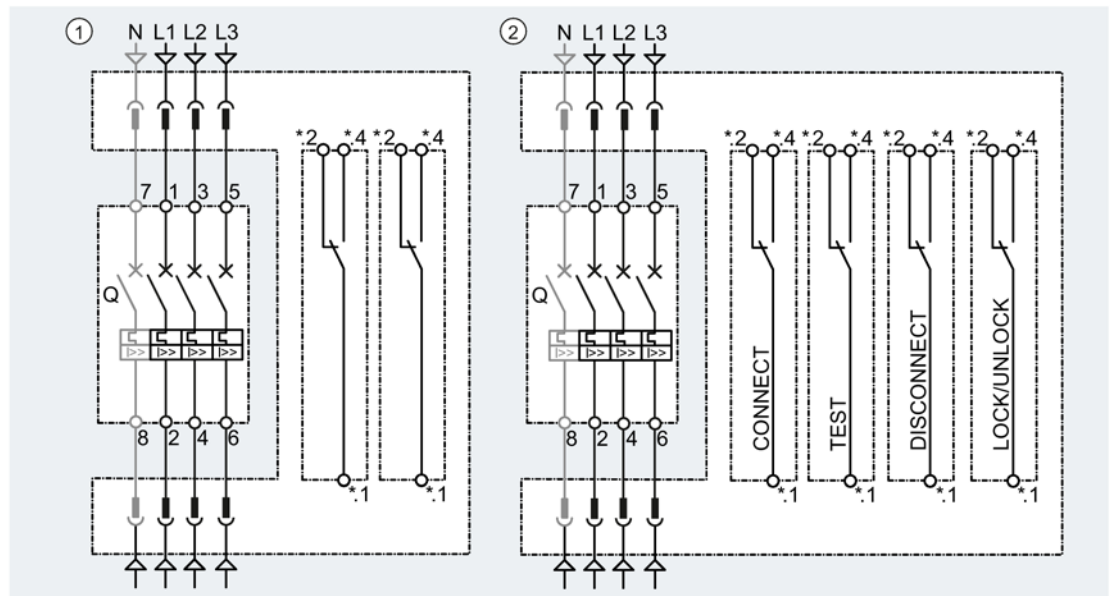 1 N L1 L2 L3
*.2 *.4 *.2 *.4
7 1 3 5
Q
I>> I>> I>> I>>
8 2 4 6
*.1 *.1
2 N L1 L2 L3
*.2 *.4 *.2 *.4 *.2 *.4 *.2 *.4
7 1 3 5
Q
I>> I>> I>> I>>
CONNECT
TEST
DISCONNECT
LOCK/UNLOCK
8 2 4 6
*.1 *.1 *.1 *.1